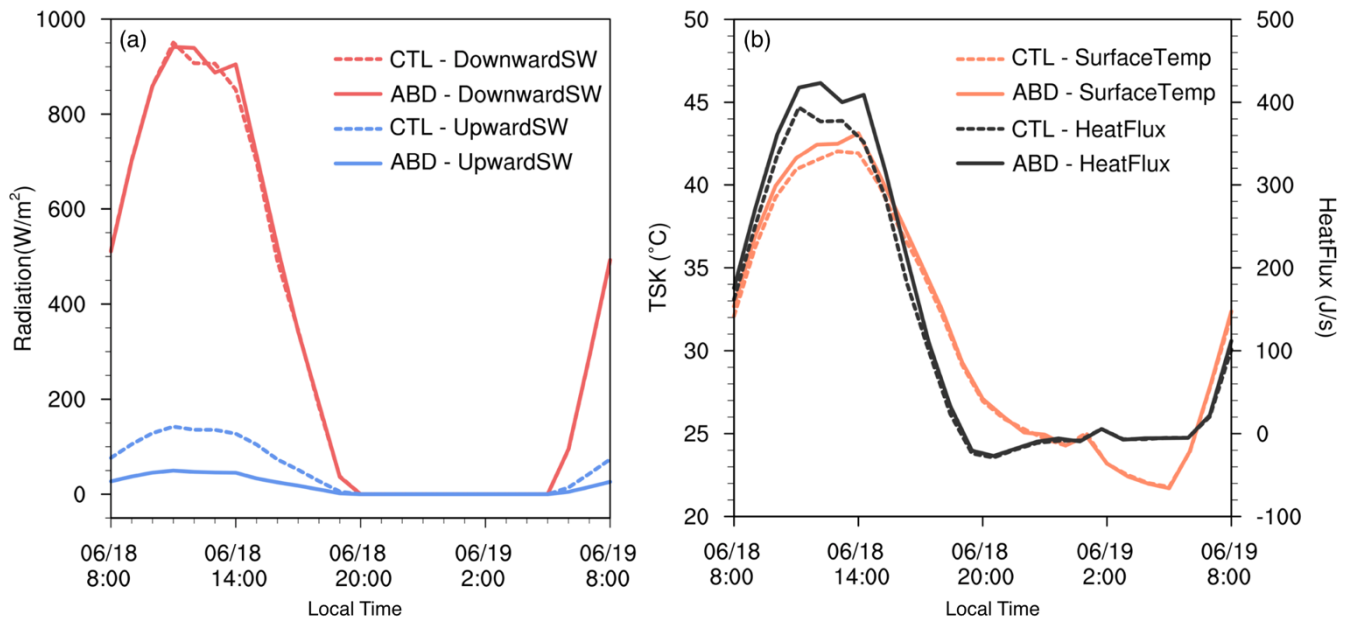 (a)
CTL - DownwardSW
ABD - DownwardSW
CTL - UpwardSW
ABD - UpwardSW
Radiation(W/m²)
1000
800
600
400
200
0
06/18 06/18 06/18 06/19 06/19
8:00 14:00 20:00 2:00 8:00
Local Time
(b)
CTL - SurfaceTemp
ABD - SurfaceTemp
CTL - HeatFlux
ABD - HeatFlux
TSK (°C)
50
45
40
35
30
25
20
500
400
300
200
100
0
-100
HeatFlux (J/s)
06/18 06/18 06/18 06/19 06/19
8:00 14:00 20:00 2:00 8:00
Local Time